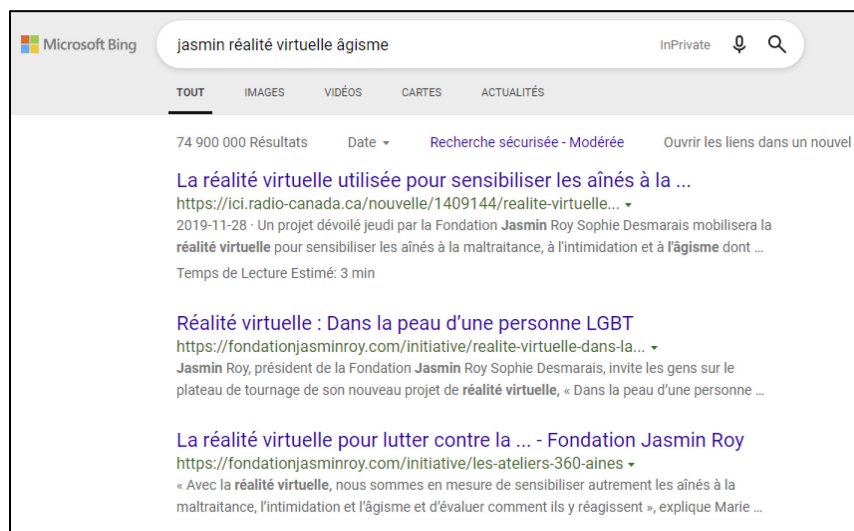 Microsoft Bing
jasmin réalité virtuelle âgisme
InPrivate
TOUT IMAGES VIDÉOS CARTES ACTUALITÉS
74 900 000 Résultats Date Recherche sécurisée - Modérée Ouvrir les liens dans un nouvel
La réalité virtuelle utilisée pour sensibiliser les aînés à la ...
https://ici.radio-canada.ca/nouvelle/1409144/realite-virtuelle...
2019-11-28 · Un projet dévoilé jeudi par la Fondation Jasmin Roy Sophie Desmarais mobilisera la
réalité virtuelle pour sensibiliser les aînés à la maltraitance, à l'intimidation et à l'âgisme dont ...
Temps de Lecture Estimé: 3 min
Réalité virtuelle : Dans la peau d’une personne LGBT
https://fondationjasminroy.com/initiative/realite-virtuelle-dans-la...
Jasmin Roy, président de la Fondation Jasmin Roy Sophie Desmarais, invite les gens sur le
plateau de tournage de son nouveau projet de réalité virtuelle, « Dans la peau d’une personne ...
La réalité virtuelle pour lutter contre la ... - Fondation Jasmin Roy
https://fondationjasminroy.com/initiative/les-ateliers-360-aines
« Avec la réalité virtuelle, nous sommes en mesure de sensibiliser autrement les aînés à la
maltraitance, l’intimidation et l’âgisme et d’évaluer comment ils y réagissent », explique Marie ...